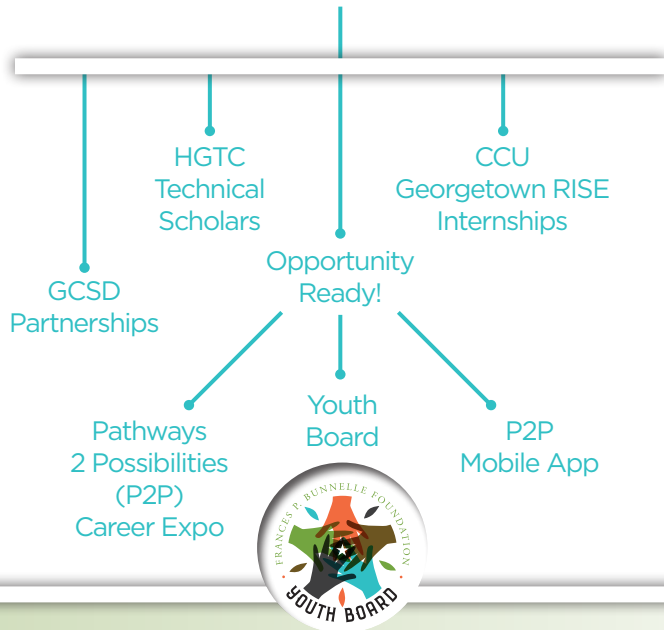 HGTC
Technical
Scholars
CCU
Georgetown RISE
Internships
GCSD
Partnerships
Opportunity
Ready!
Pathways
2 Possibilities
(P2P)
Career Expo
Youth
Board
P2P
Mobile App
FRANCES P. BUNNELLE FOUNDATION
YOUTH BOARD